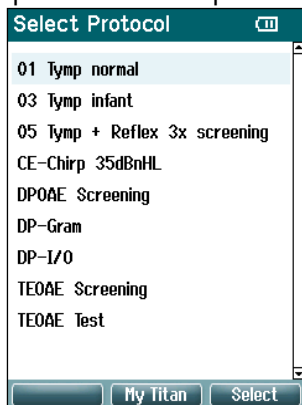 Select Protocol
01 Tymp normal
03 Tymp infant
05 Tymp + Reflex 3x screening
CE-Chirp 35dBnHL
DPOAE Screening
DP-Gram
DP-I/O
TEOAE Screening
TEOAE Test
My Titan Select